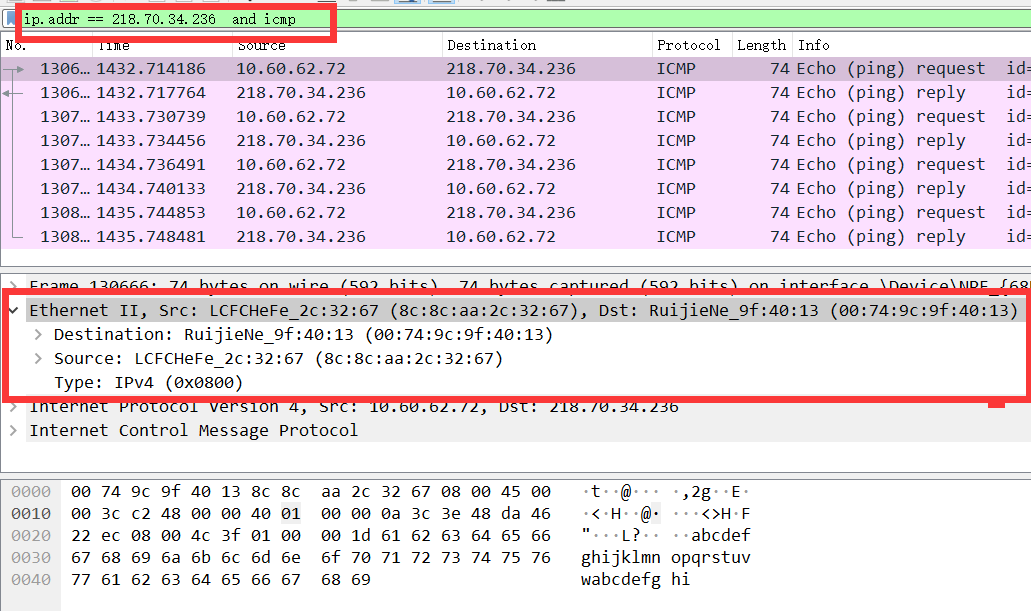 ip.addr == 218.70.34.236 and icmp
No. Time Source Destination Protocol Length Info
1306… 1432.714186 10.60.62.72 218.70.34.236 ICMP 74 Echo (ping) request id=
1306… 1432.717764 218.70.34.236 10.60.62.72 ICMP 74 Echo (ping) reply id=
1307… 1433.730739 10.60.62.72 218.70.34.236 ICMP 74 Echo (ping) request id=
1307… 1433.734456 218.70.34.236 10.60.62.72 ICMP 74 Echo (ping) reply id=
1307… 1434.736491 10.60.62.72 218.70.34.236 ICMP 74 Echo (ping) request id=
1307… 1434.740133 218.70.34.236 10.60.62.72 ICMP 74 Echo (ping) reply id=
1308… 1435.744853 10.60.62.72 218.70.34.236 ICMP 74 Echo (ping) request id=
1308… 1435.748481 218.70.34.236 10.60.62.72 ICMP 74 Echo (ping) reply id=
Frame 130666: 74 bytes on wire (592 bits), 74 bytes captured (592 bits) on interface \Device\NPF_{68
Ethernet II, Src: LCFCHeFe_2c:32:67 (8c:8c:aa:2c:32:67), Dst: RuijieNe_9f:40:13 (00:74:9c:9f:40:13)
Destination: RuijieNe_9f:40:13 (00:74:9c:9f:40:13)
Source: LCFCHeFe_2c:32:67 (8c:8c:aa:2c:32:67)
Type: IPv4 (0x0800)
Internet Protocol Version 4, Src: 10.60.62.72, Dst: 218.70.34.236
Internet Control Message Protocol
0000 00 74 9c 9f 40 13 8c 8c aa 2c 32 67 08 00 45 00 ·t··@··· ·,2g··E·
0010 00 3c c2 48 00 00 40 01 00 00 0a 3c 3e 48 da 46 ·<·H··@· ···<>H·F
0020 22 ec 08 00 4c 3f 01 00 00 1d 61 62 63 64 65 66 "···L?·· ··abcdef
0030 67 68 69 6a 6b 6c 6d 6e 6f 70 71 72 73 74 75 76 ghijklmn opqrstuv
0040 77 61 62 63 64 65 66 67 68 69 wabcdefg hi